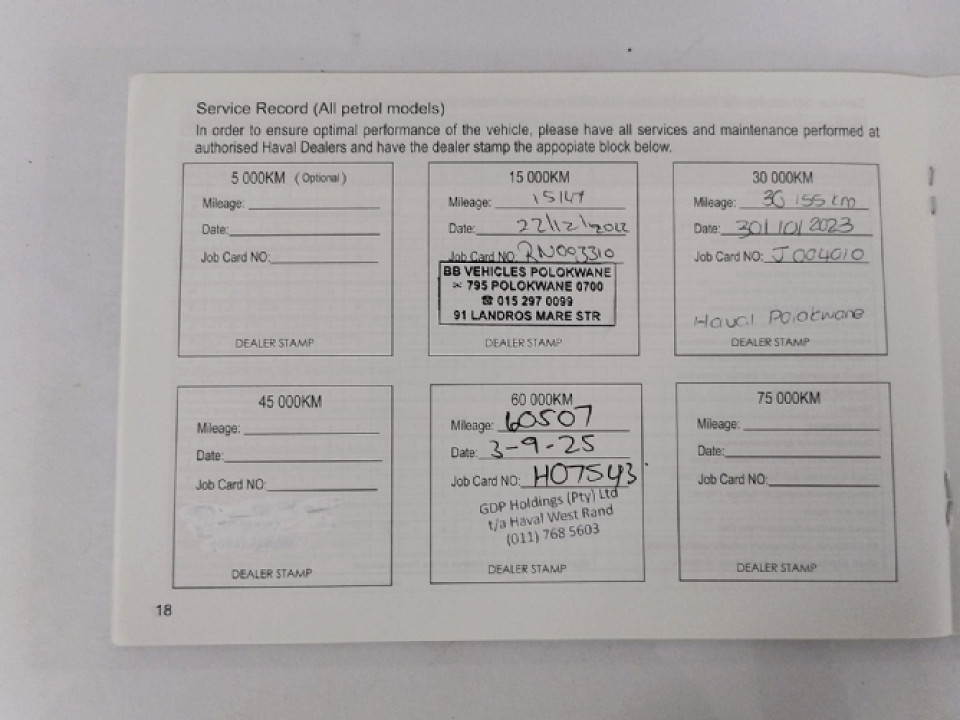 Service Record (All petrol models)
In order to ensure optimal performance of the vehicle, please have all services and maintenance performed at
authorised Haval Dealers and have the dealer stamp the appopiate block below.
5 000KM (Optional)
Mileage:
Date:
Job Card NO:
DEALER STAMP
15 000KM
Mileage: 15147
Date: 22/12/2022
Job Card NO: RN003310
BB VEHICLES POLOKWANE
✉ 795 POLOKWANE 0700
☎ 015 297 0099
91 LANDROS MARE STR
DEALER STAMP
30 000KM
Mileage: 30 155 km
Date: 30/10/2023
Job Card NO: J004010
Haval Polokwane
DEALER STAMP
45 000KM
Mileage:
Date:
Job Card NO:
DEALER STAMP
60 000KM
Mileage: 60507
Date: 3-9-25
Job Card NO: H07543
GDP Holdings (Pty) Ltd
t/a Haval West Rand
(011) 768 5603
DEALER STAMP
75 000KM
Mileage:
Date:
Job Card NO:
DEALER STAMP
18